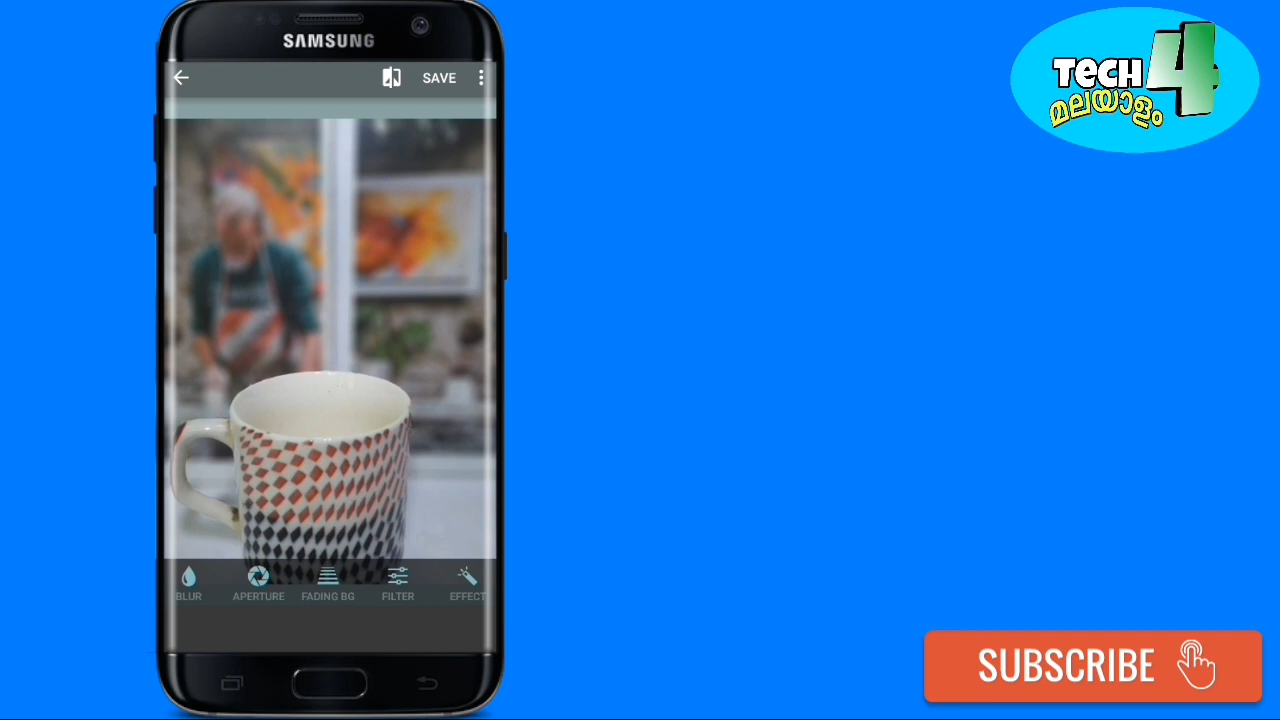 SAMSUNG
SAVE
TECH 4
മലയാളം
BLUR
APERTURE
FADING BG
FILTER
EFFECT
SUBSCRIBE